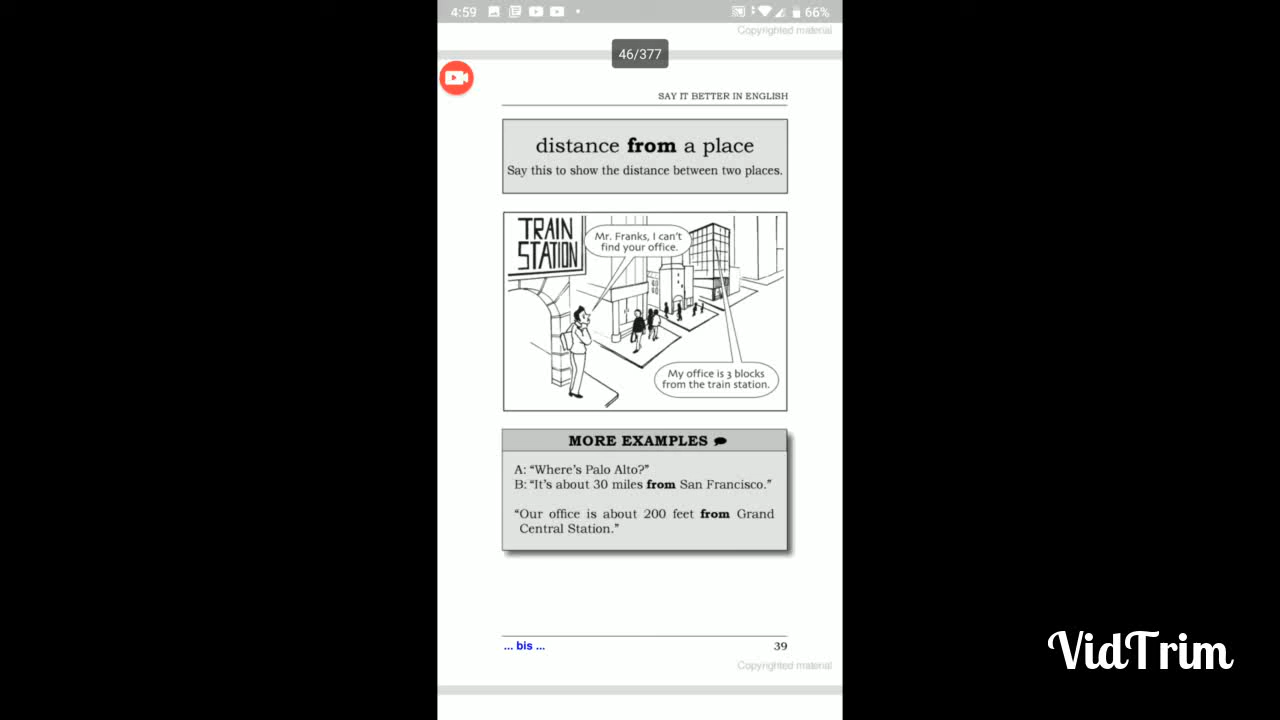 4:59
66%
Copyrighted material
46/377
SAY IT BETTER IN ENGLISH
distance from a place
Say this to show the distance between two places.
TRAIN
STATION
Mr. Franks, I can't
find your office.
My office is 3 blocks
from the train station.
MORE EXAMPLES
A: “Where's Palo Alto?”
B: “It's about 30 miles from San Francisco.”
“Our office is about 200 feet from Grand
Central Station.”
... bis ...
39
Copyrighted material
VidTrim